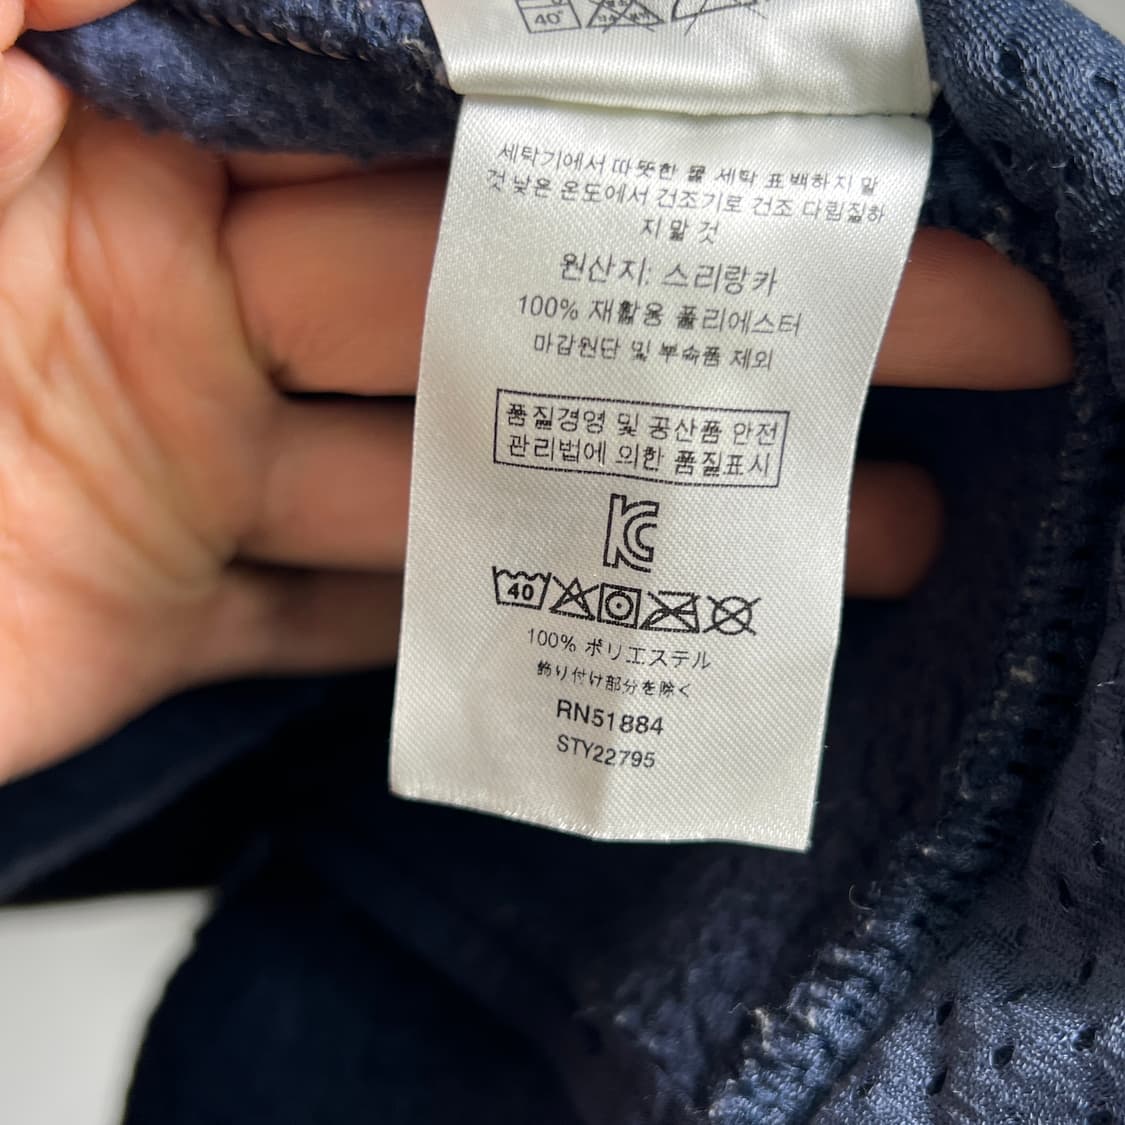 40°
세탁기에서 따뜻한 물 세탁 표백하지 말
것 낮은 온도에서 건조기로 건조 다림질하
지 말 것
원산지: 스리랑카
100% 재활용 폴리에스터
마감원단 및 부속품 제외
품질경영 및 공산품 안전
관리법에 의한 품질표시
KC
40
100% ポリエステル
飾り付け部分を除く
RN51884
STY22795